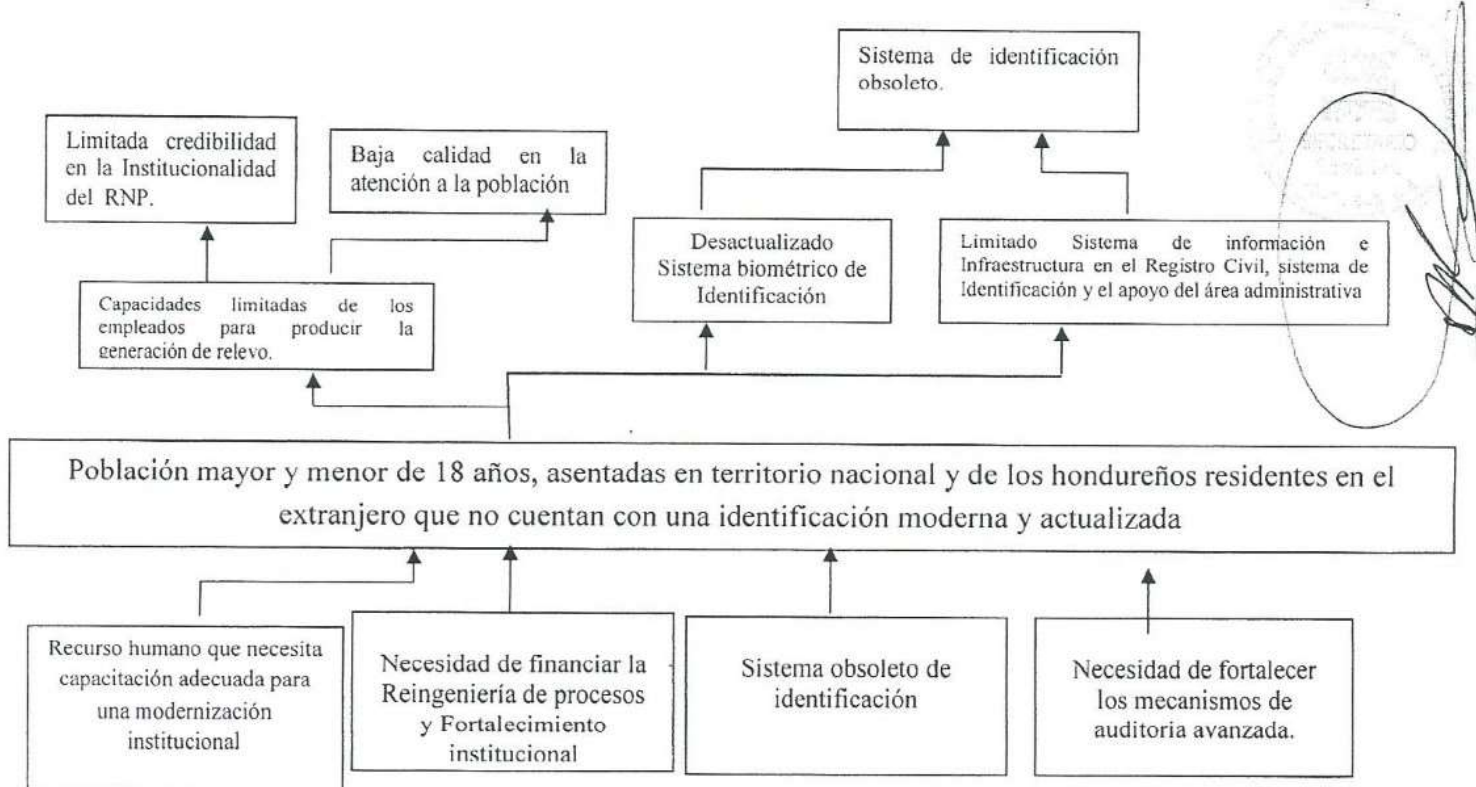 Sistema de identificación
obsoleto.
Limitada credibilidad
en la Institucionalidad
del RNP.
Baja calidad en la
atención a la población
Desactualizado
Sistema biométrico de
Identificación
Limitado Sistema de información e
Infraestructura en el Registro Civil, sistema de
Identificación y el apoyo del área administrativa
Capacidades limitadas de los
empleados para producir la
generación de relevo.
Población mayor y menor de 18 años, asentadas en territorio nacional y de los hondureños residentes en el
extranjero que no cuentan con una identificación moderna y actualizada
Recurso humano que necesita
capacitación adecuada para
una modernización
institucional
Necesidad de financiar la
Reingeniería de procesos
y Fortalecimiento
institucional
Sistema obsoleto de
identificación
Necesidad de fortalecer
los mecanismos de
auditoria avanzada.